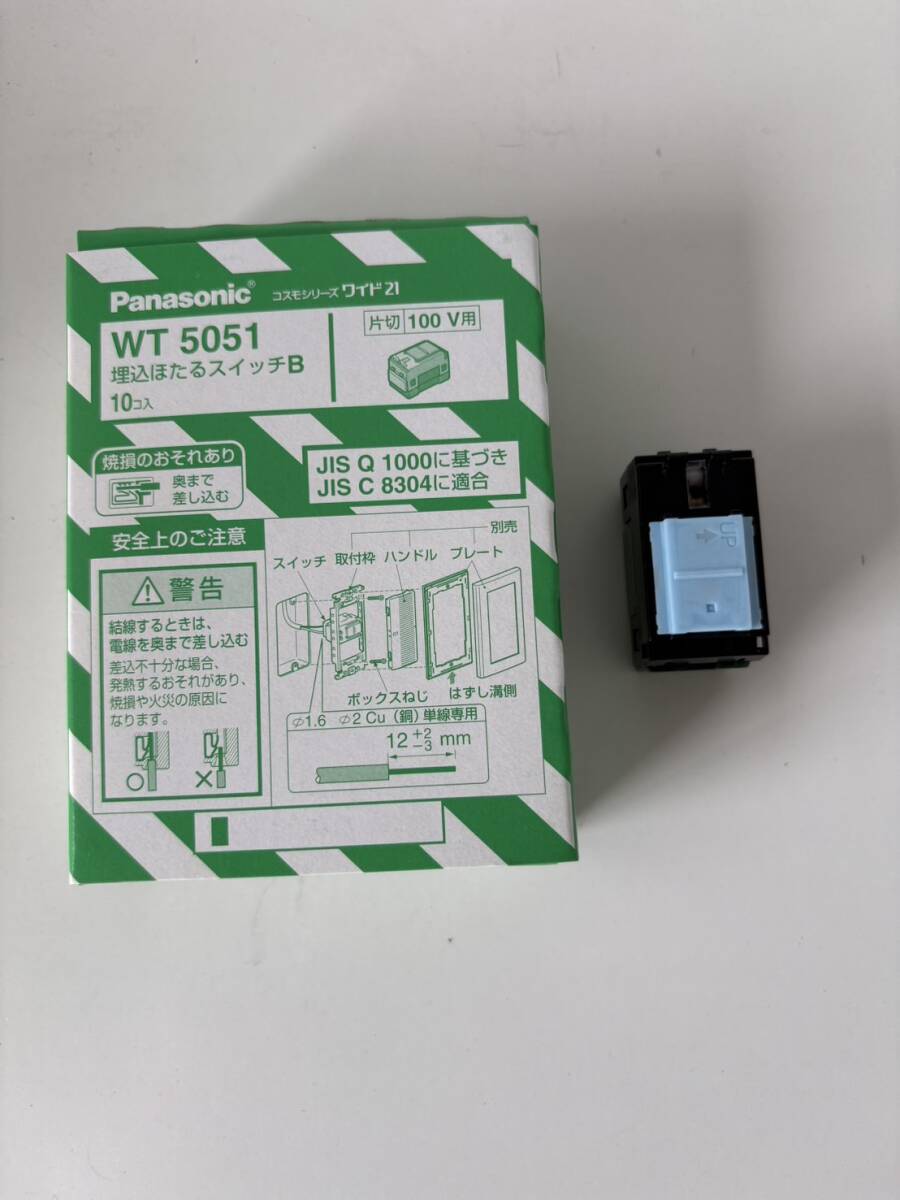 Panasonic® コスモシリーズ ワイド21
WT 5051
埋込ほたるスイッチB
10コ入
片切 100 V用
焼損のおそれあり
奥まで
差し込む
JIS Q 1000に基づき
JIS C 8304に適合
安全上のご注意
警告
結線するときは、
電線を奥まで差し込む
差込不十分な場合、
発熱するおそれがあり、
焼損や火災の原因に
なります。
別売
スイッチ 取付枠 ハンドル プレート
ボックスねじ はずし溝側
φ1.6 φ2 Cu（銅）単線専用
12 +2 -3 mm
UP